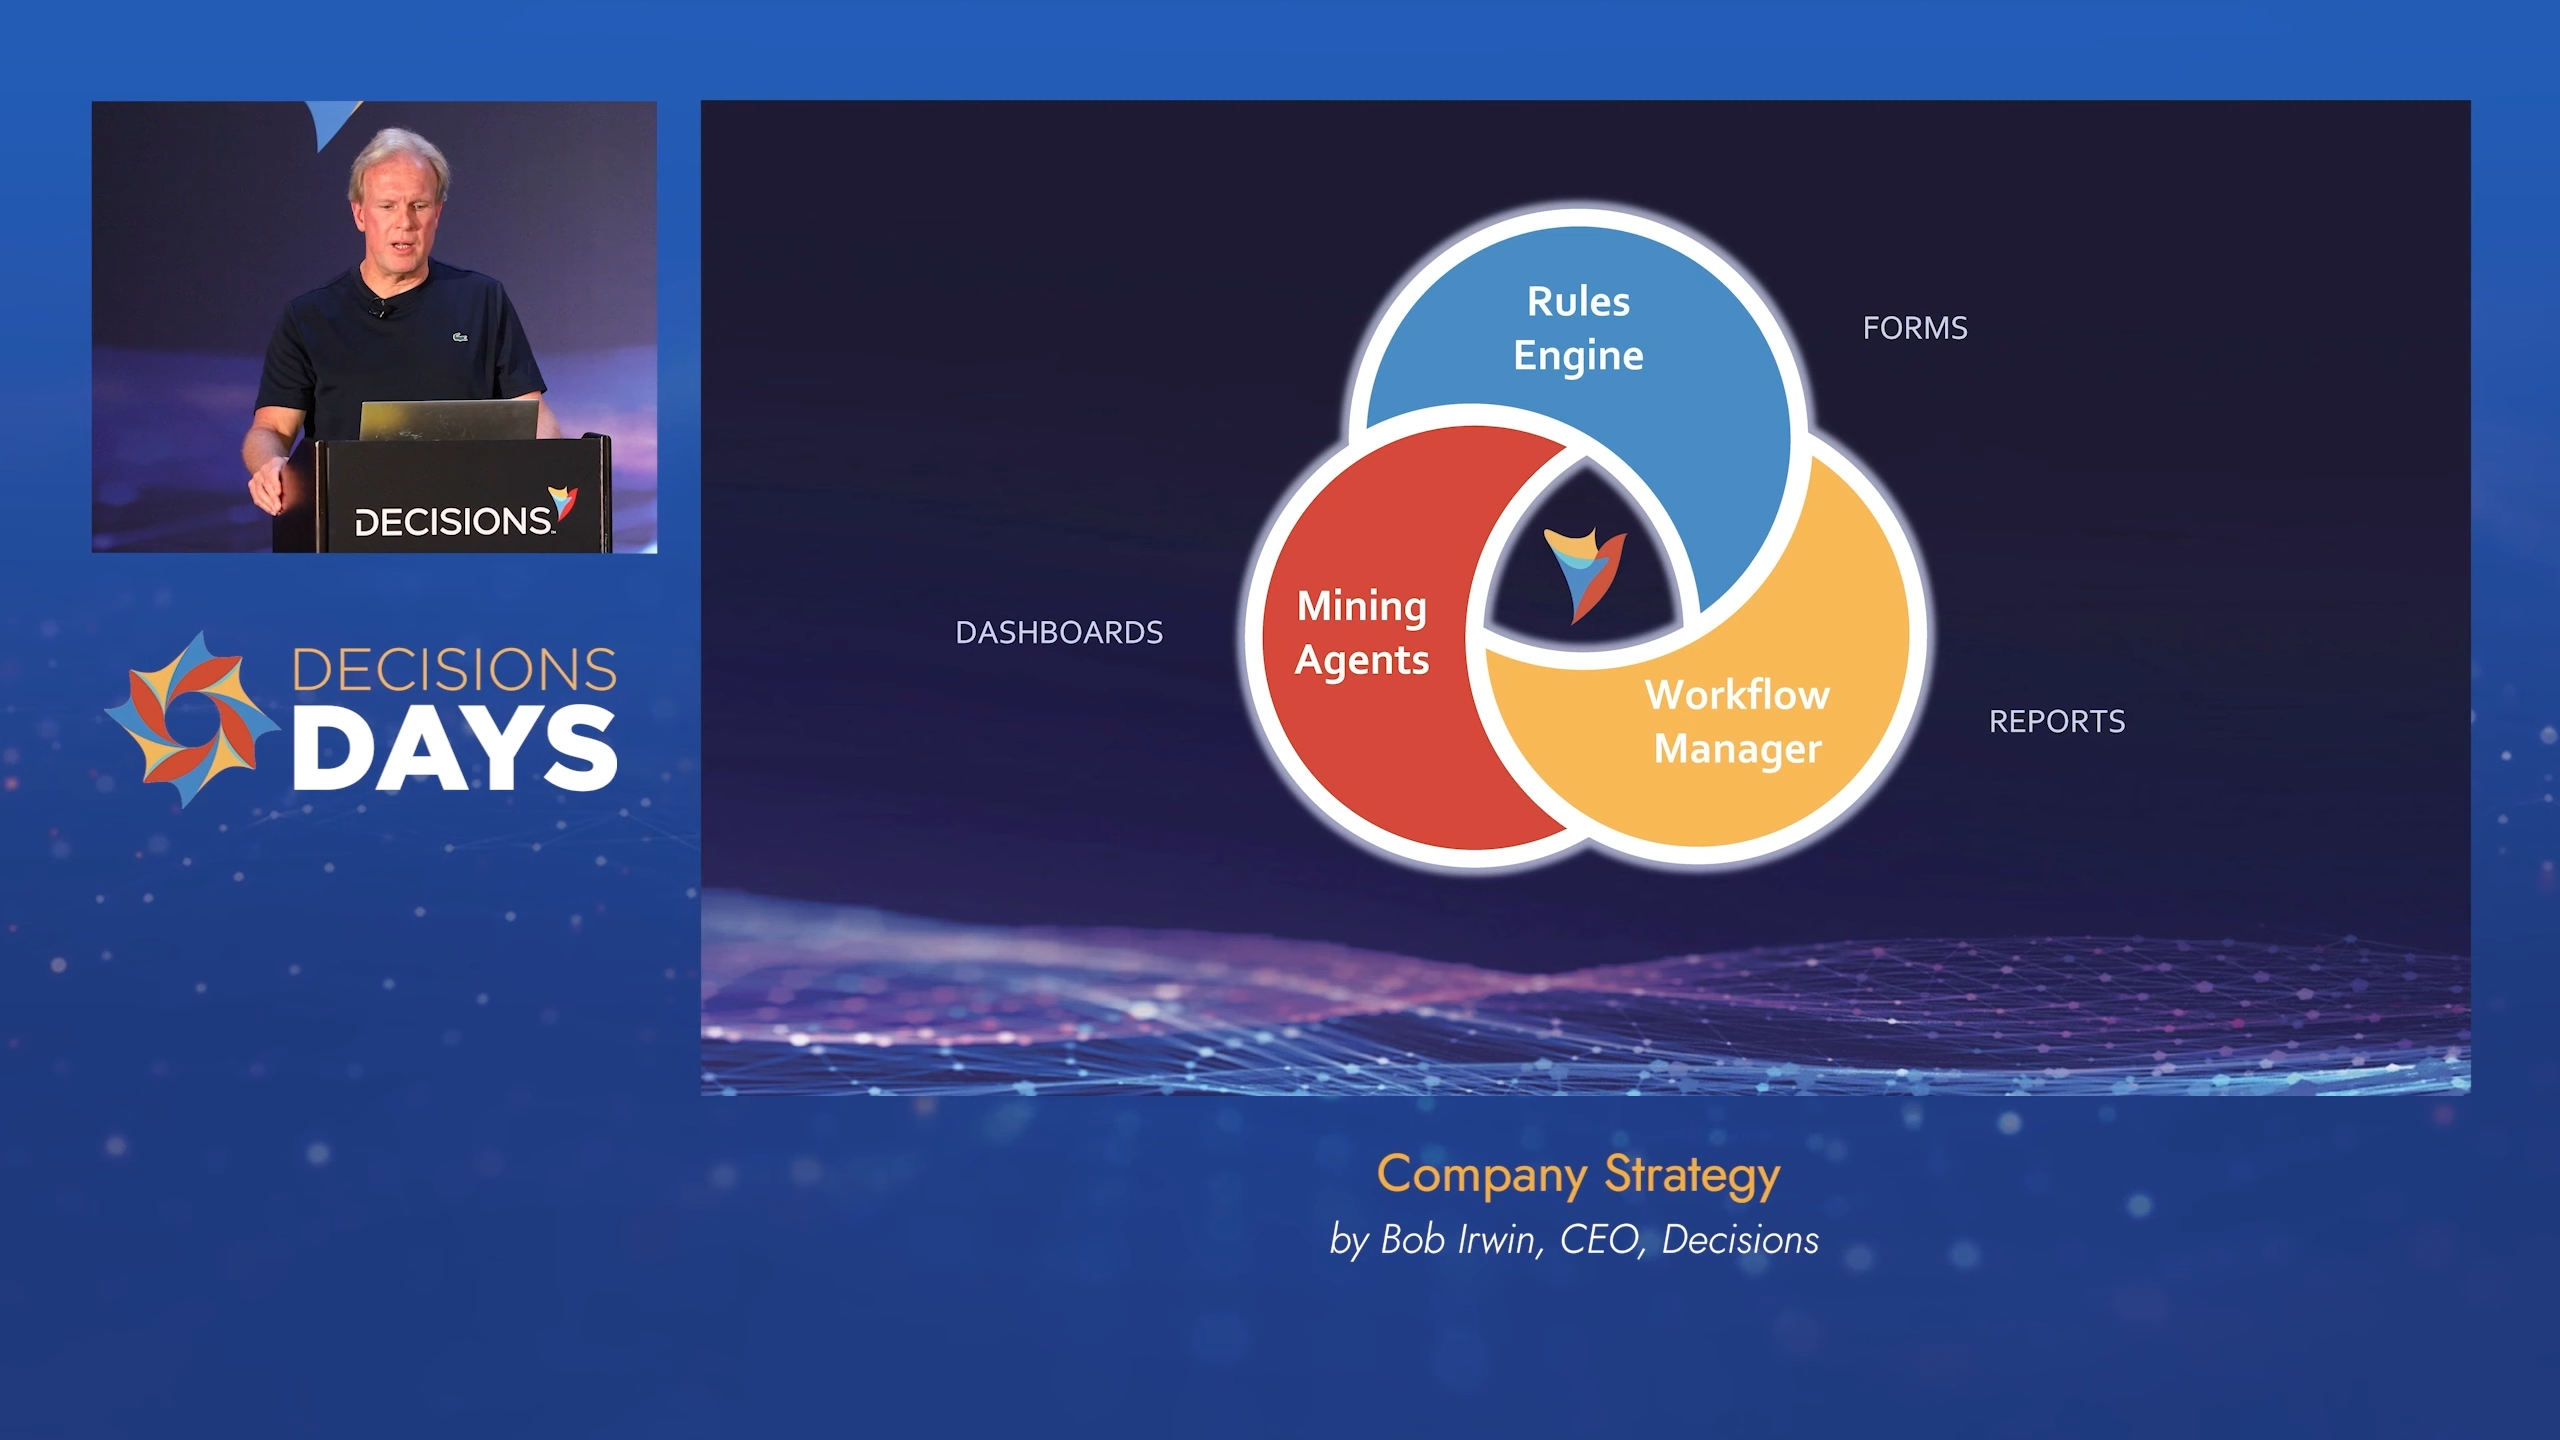 DECISIONS
DECISIONS
DAYS
Rules
Engine
FORMS
Mining
Agents
DASHBOARDS
Workflow
Manager
REPORTS
Company Strategy
by Bob Irwin, CEO, Decisions